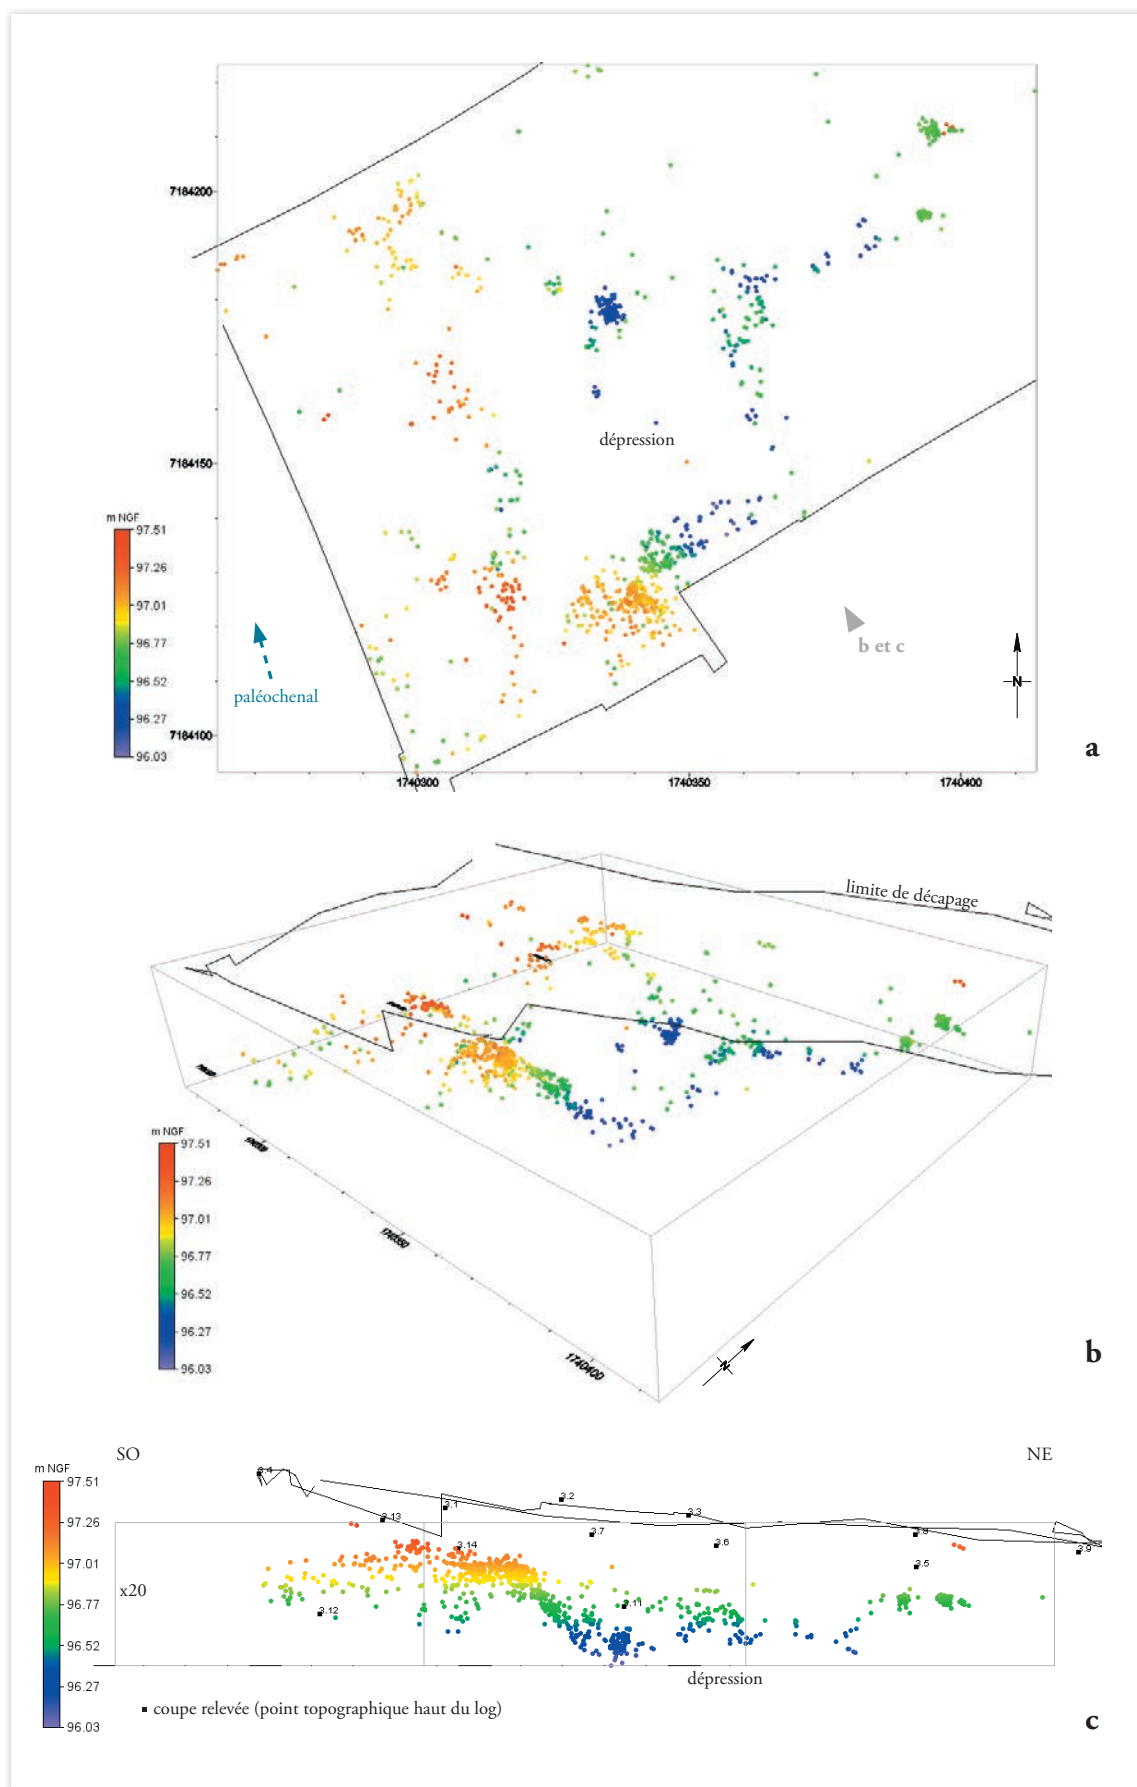 7184200
7184150
7184100
dépression
m NGF
97.51
97.26
97.01
96.77
96.52
96.27
96.03
paléochenal
b et c
N
a
1740300
1740350
1740400
limite de décapage
m NGF
97.51
97.26
97.01
96.77
96.52
96.27
96.03
1740350
1740400
N
b
SO
NE
m NGF
97.51
97.26
97.01
96.77
96.52
96.27
96.03
3.4
3.13
3.1
3.2
3.3
3.14
3.7
3.6
3.5
3.9
3.12
3.11
x20
dépression
coupe relevée (point topographique haut du log)
c